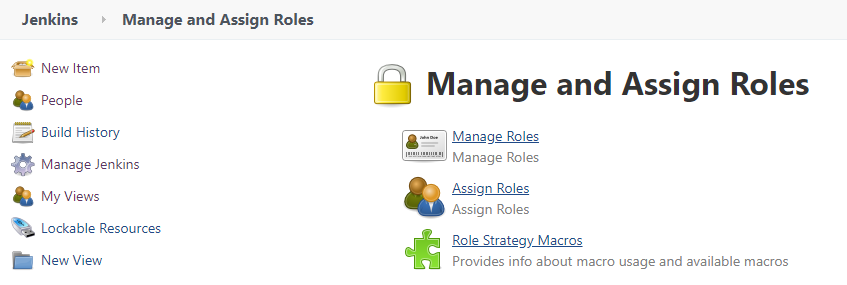 Jenkins Manage and Assign Roles
New Item
People
Build History
Manage Jenkins
My Views
Lockable Resources
New View
Manage and Assign Roles
John Doe
Manage Roles
Manage Roles
Assign Roles
Assign Roles
Role Strategy Macros
Provides info about macro usage and available macros